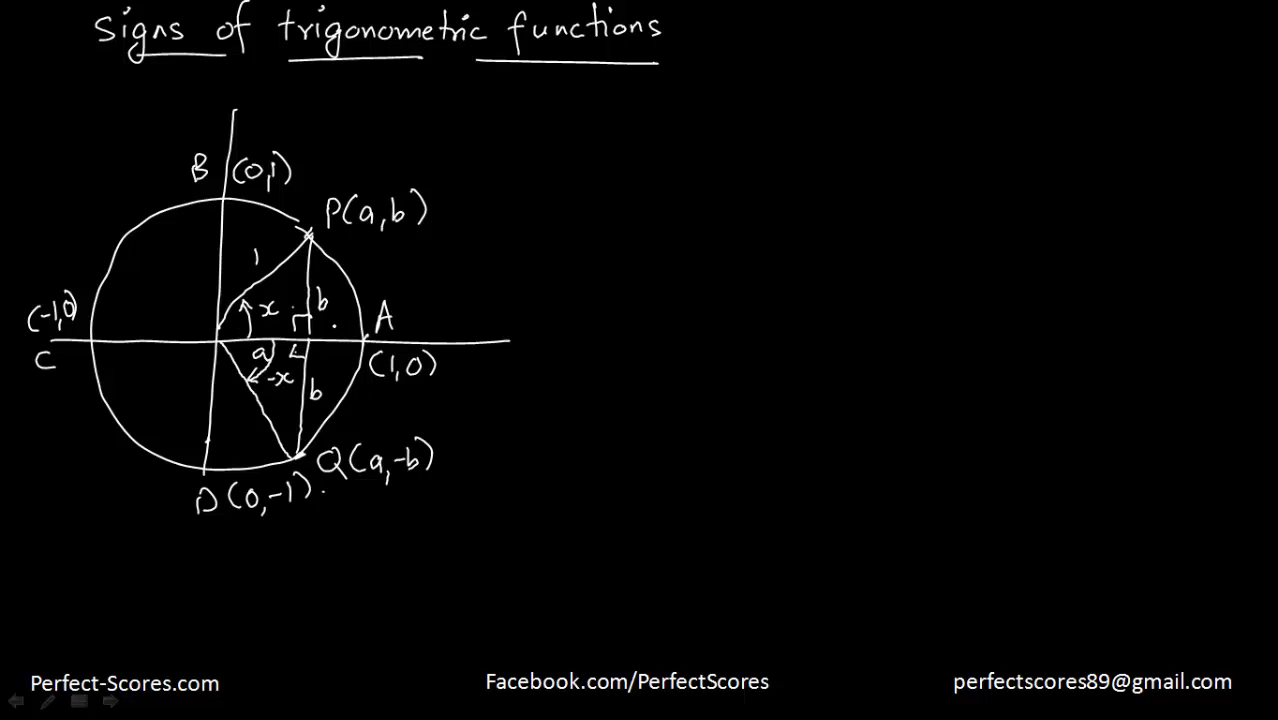 Signs of trigonometric functions
B (0,1)
P(a,b)
1
(-1,0)
x
b
A
C
a
-x
(1,0)
b
Q(a,-b)
D(0,-1)
Perfect-Scores.com
Facebook.com/PerfectScores
perfectscores89@gmail.com